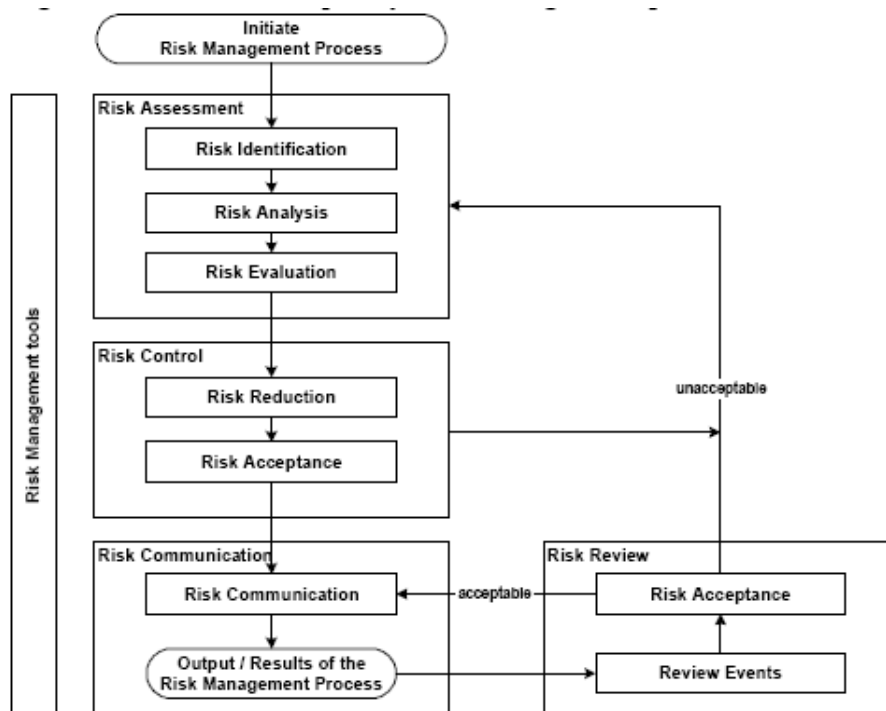 Initiate
Risk Management Process
Risk Management tools
Risk Assessment
Risk Identification
Risk Analysis
Risk Evaluation
Risk Control
Risk Reduction
Risk Acceptance
unacceptable
Risk Communication
Risk Communication
Output / Results of the
Risk Management Process
Risk Review
acceptable
Risk Acceptance
Review Events